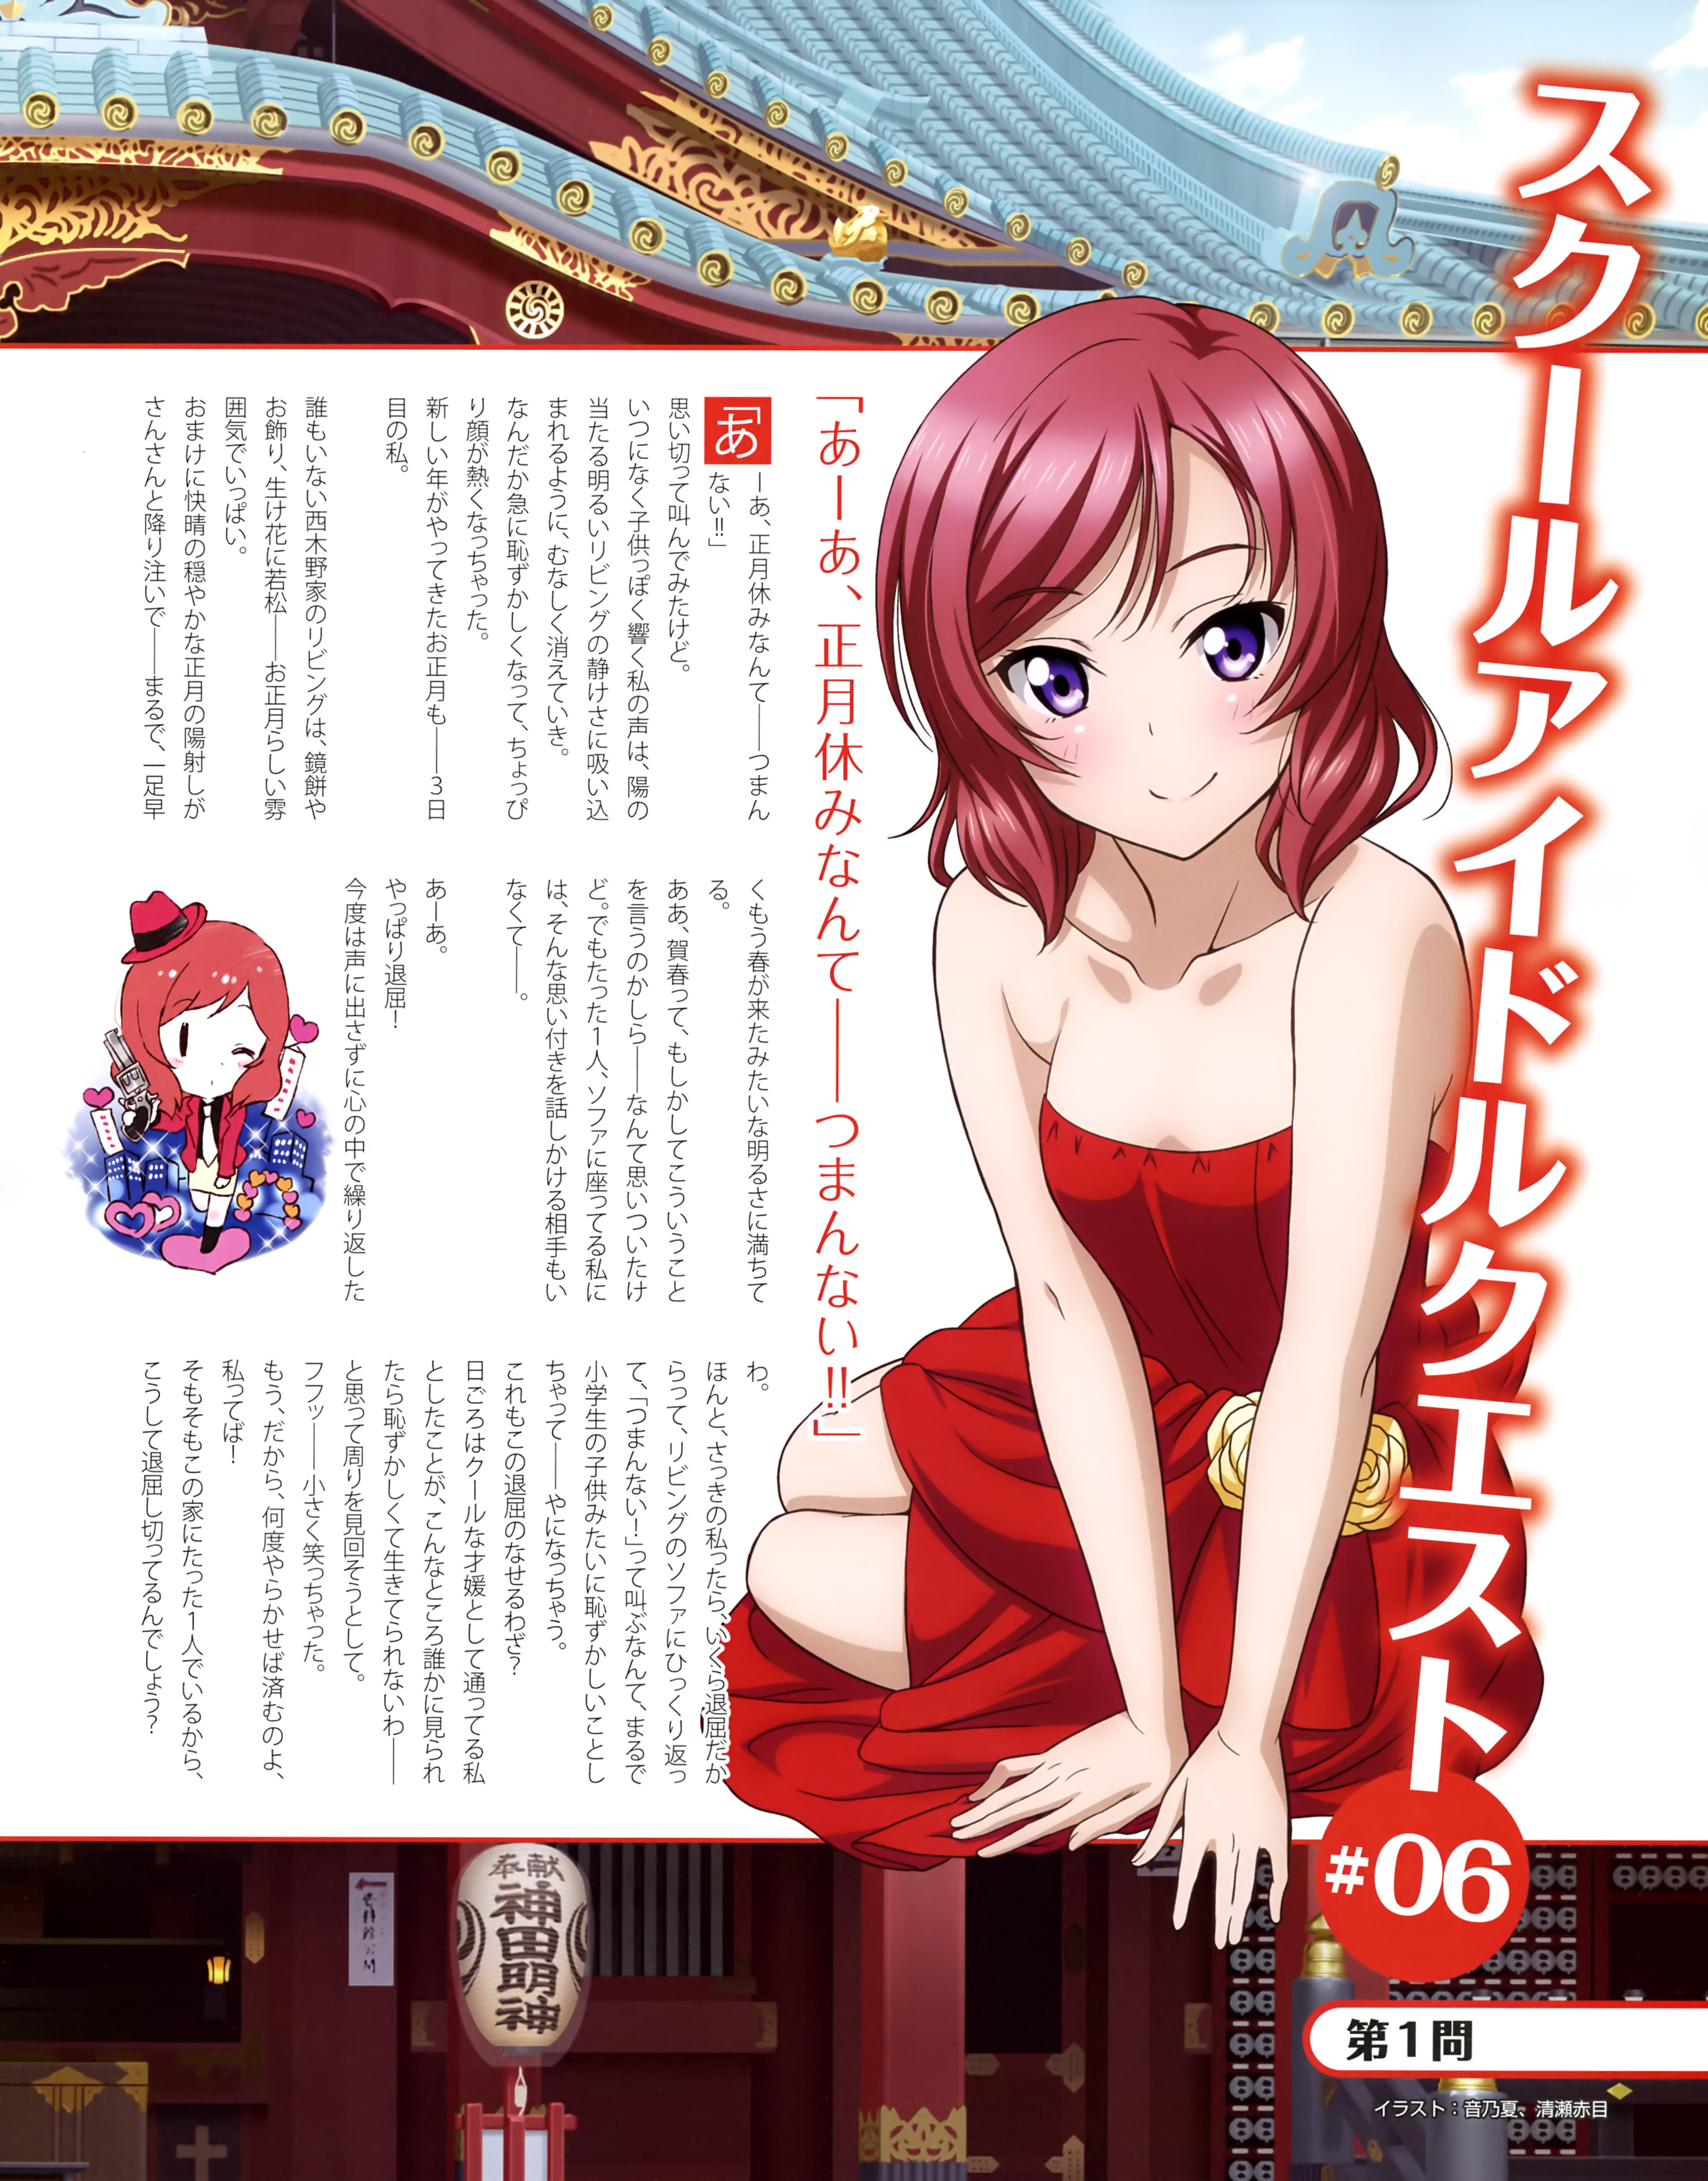 スクールアイドルクエスト
#06
第1問
イラスト：音乃夏、清瀬赤目
「あーあ、正月休みなんて――つまんない!!」
「あーあ、正月休みなんて――つまん
ない!!」
思い切って叫んでみたけど。
いつになく子供っぽく響く私の声は、陽の
当たる明るいリビングの静けさに吸い込
まれるように、むなしく消えていき。
なんだか急に恥ずかしくなって、ちょっぴ
り顔が熱くなっちゃった。
新しい年がやってきたお正月も――3日
目の私。
誰もいない西木野家のリビングは、鏡餅や
お飾り、生け花に若松――お正月らしい雰
囲気でいっぱい。
おまけに快晴の穏やかな正月の陽射しが
さんさんと降り注いで――まるで、一足早
くもう春が来たみたいな明るさに満ちて
る。
ああ、賀春って、もしかしてこういうこと
を言うのかしら――なんて思いついたけ
ど。でもたった1人、ソファに座ってる私に
は、そんな思い付きを話しかける相手もい
なくて――。
あーあ。
やっぱり退屈！
今度は声に出さずに心の中で繰り返した
わ。
ほんと、さっきの私ったら、いくら退屈だか
らって、リビングのソファにひっくり返っ
て、「つまんない！」って叫ぶなんて、まるで
小学生の子供みたいに恥ずかしいことし
ちゃって――やになっちゃう。
これもこの退屈のなせるわざ？
日ごろはクールな才媛として通ってる私
としたことが、こんなところ誰かに見られ
たら恥ずかしくて生きてられないわ――
と思って周りを見回そうとして。
フフッ――小さく笑っちゃった。
もう、だから、何度やらかせば済むのよ、
私ってば！
そもそもこの家にたった1人でいるから、
こうして退屈し切ってるんでしょう？
奉献
神田明神